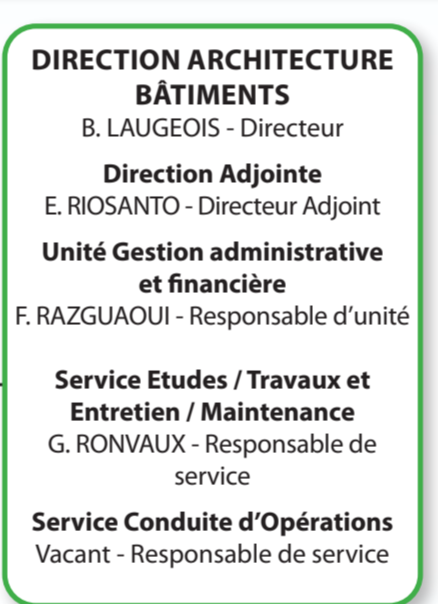 DIRECTION ARCHITECTURE
BÂTIMENTS
B. LAUGEOIS - Directeur
Direction Adjointe
E. RIOSANTO - Directeur Adjoint
Unité Gestion administrative
et financière
F. RAZGUAOUI - Responsable d’unité
Service Etudes / Travaux et
Entretien / Maintenance
G. RONVAUX - Responsable de
service
Service Conduite d’Opérations
Vacant - Responsable de service